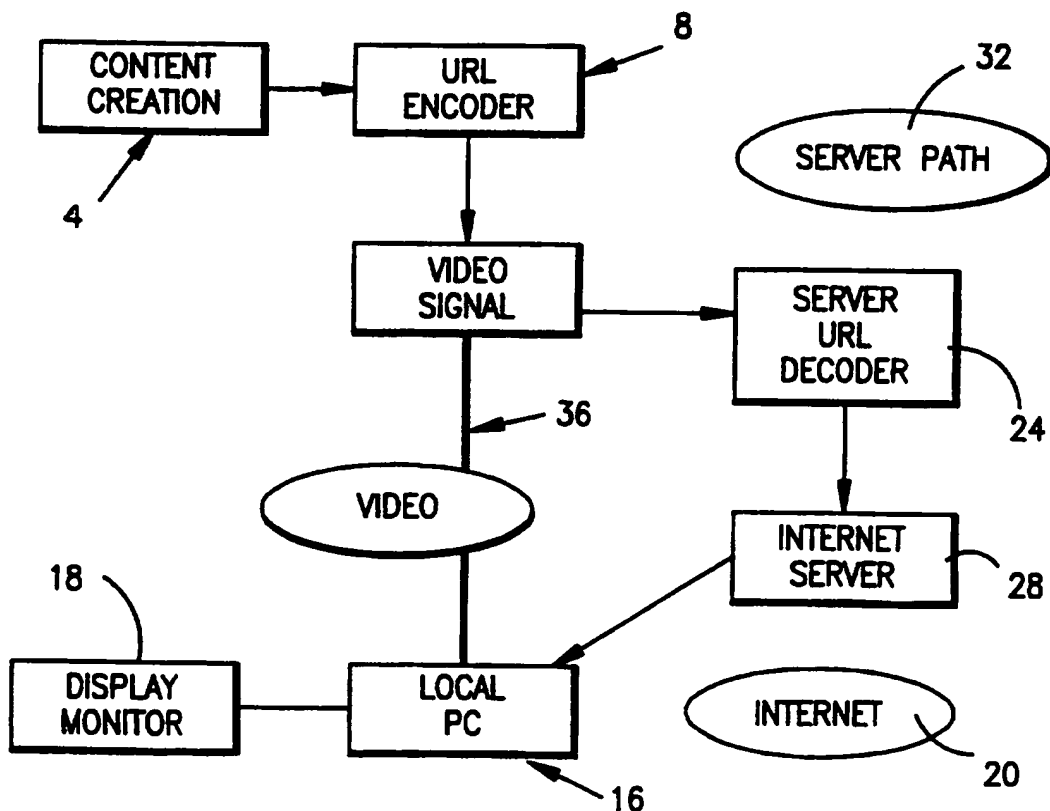 8
CONTENT
CREATION
URL
ENCODER
32
SERVER PATH
4
VIDEO
SIGNAL
SERVER
URL
DECODER
36
24
VIDEO
INTERNET
SERVER
28
18
DISPLAY
MONITOR
LOCAL
PC
INTERNET
20
16